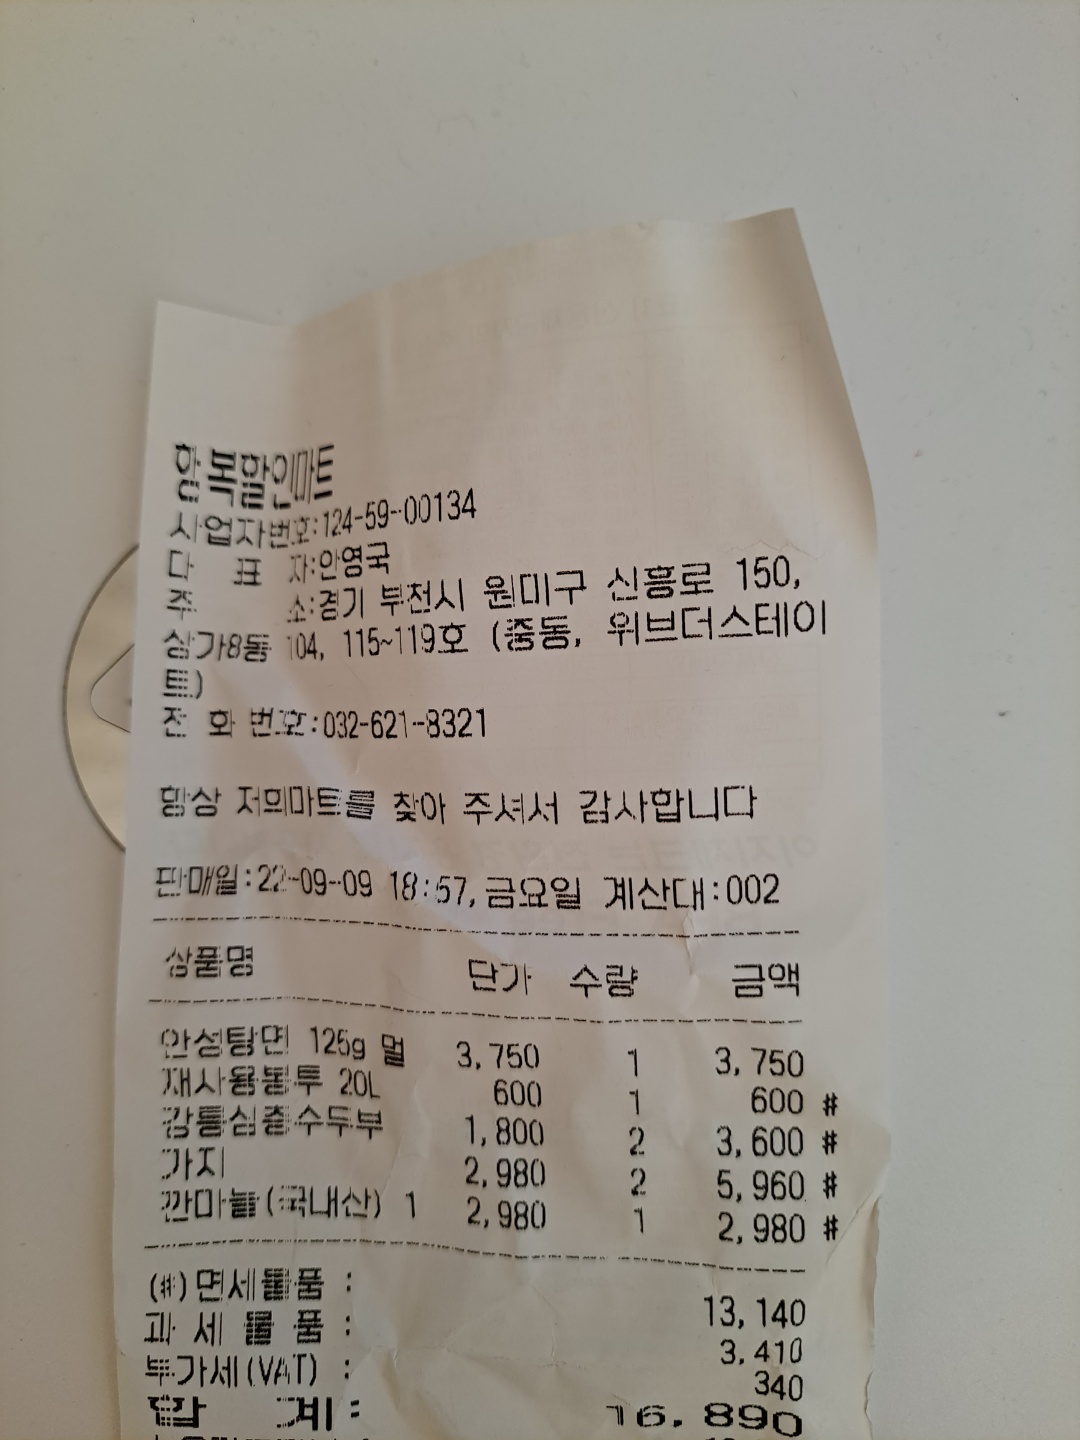 행복할인마트
사업자번호:124-59-00134
대 표 자:안영국
주 소:경기 부천시 원미구 신흥로 150,
상가8동 104, 115~119호 (중동, 위브더스테이
트)
전 화 번호:032-621-8321
항상 저희마트를 찾아 주셔서 감사합니다
판매일:22-09-09 18:57, 금요일 계산대:002
상품명 단가 수량 금액
안성탕면 125g 멀 3,750 1 3,750
재사용봉투 20L 600 1 600 #
강릉심층수두부 1,800 2 3,600 #
가지 2,980 2 5,960 #
깐마늘(국내산) 1 2,980 1 2,980 #
(#)면세물품 : 13,140
과 세 물 품 : 3,410
부가세(VAT) : 340
합 계: 16,890